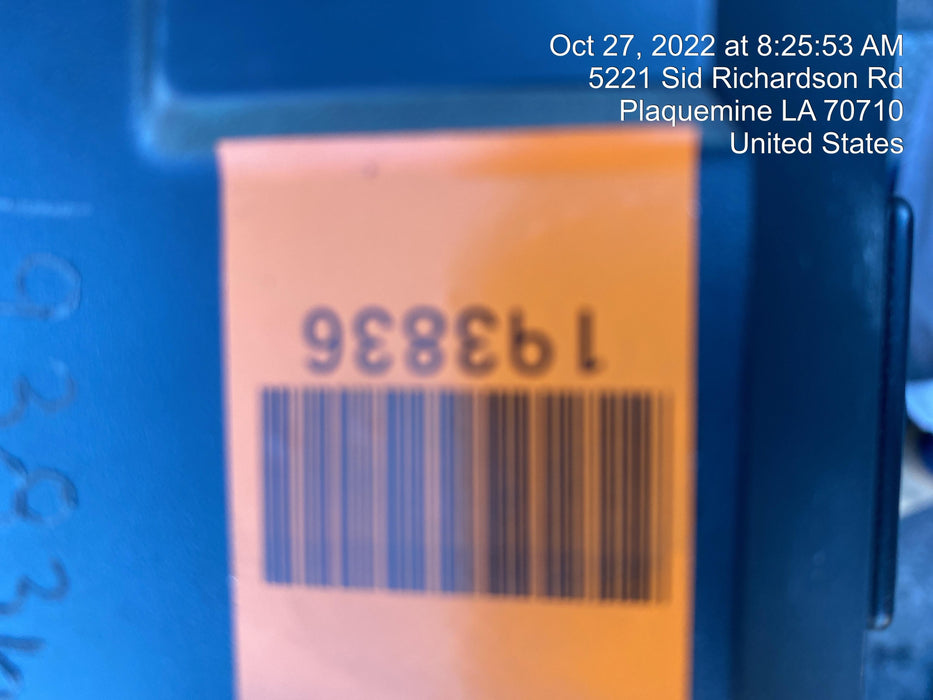 Oct 27, 2022 at 8:25:53 AM
5221 Sid Richardson Rd
Plaquemine LA 70710
United States
193836